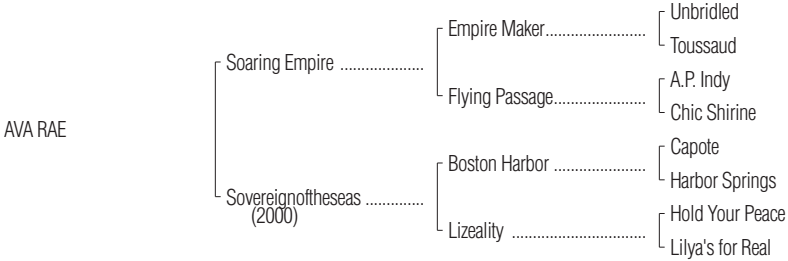 Unbridled
Empire Maker.......................
Toussaud
Soaring Empire ...................
A.P. Indy
Flying Passage.....................
Chic Shirine
AVA RAE
Capote
Boston Harbor .....................
Harbor Springs
Sovereignoftheseas .............
(2000)
Hold Your Peace
Lizeality ..............................
Lilya's for Real